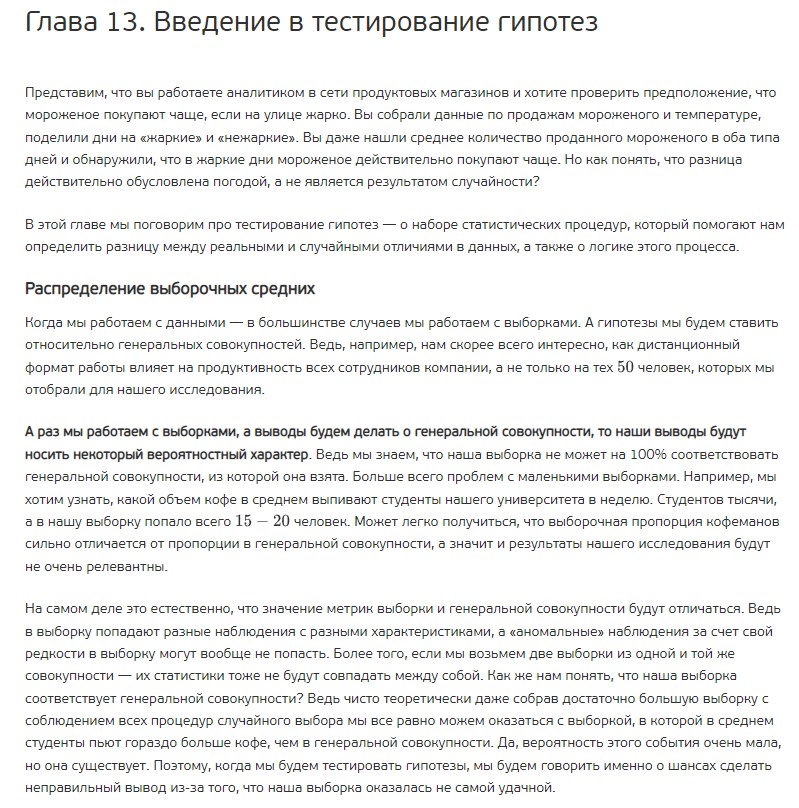 Глава 13. Введение в тестирование гипотез
Представим, что вы работаете аналитиком в сети продуктовых магазинов и хотите проверить предположение, что
мороженое покупают чаще, если на улице жарко. Вы собрали данные по продажам мороженого и температуре,
поделили дни на «жаркие» и «нежаркие». Вы даже нашли среднее количество проданного мороженого в оба типа
дней и обнаружили, что в жаркие дни мороженое действительно покупают чаще. Но как понять, что разница
действительно обусловлена погодой, а не является результатом случайности?
В этой главе мы поговорим про тестирование гипотез — о наборе статистических процедур, который помогают нам
определить разницу между реальными и случайными отличиями в данных, а также о логике этого процесса.
Распределение выборочных средних
Когда мы работаем с данными — в большинстве случаев мы работаем с выборками. А гипотезы мы будем ставить
относительно генеральных совокупностей. Ведь, например, нам скорее всего интересно, как дистанционный
формат работы влияет на продуктивность всех сотрудников компании, а не только на тех 50 человек, которых мы
отобрали для нашего исследования.
А раз мы работаем с выборками, а выводы будем делать о генеральной совокупности, то наши выводы будут
носить некоторый вероятностный характер. Ведь мы знаем, что наша выборка не может на 100% соответствовать
генеральной совокупности, из которой она взята. Больше всего проблем с маленькими выборками. Например, мы
хотим узнать, какой объем кофе в среднем выпивают студенты нашего университета в неделю. Студентов тысячи,
а в нашу выборку попало всего 15 − 20 человек. Может легко получиться, что выборочная пропорция кофеманов
сильно отличается от пропорции в генеральной совокупности, а значит и результаты нашего исследования будут
не очень релевантны.
На самом деле это естественно, что значение метрик выборки и генеральной совокупности будут отличаться. Ведь
в выборку попадают разные наблюдения с разными характеристиками, а «аномальные» наблюдения за счет свой
редкости в выборку могут вообще не попасть. Более того, если мы возьмем две выборки из одной и той же
совокупности — их статистики тоже не будут совпадать между собой. Как же нам понять, что наша выборка
соответствует генеральной совокупности? Ведь чисто теоретически даже собрав достаточно большую выборку с
соблюдением всех процедур случайного выбора мы все равно можем оказаться с выборкой, в которой в среднем
студенты пьют гораздо больше кофе, чем в генеральной совокупности. Да, вероятность этого события очень мала,
но она существует. Поэтому, когда мы будем тестировать гипотезы, мы будем говорить именно о шансах сделать
неправильный вывод из-за того, что наша выборка оказалась не самой удачной.